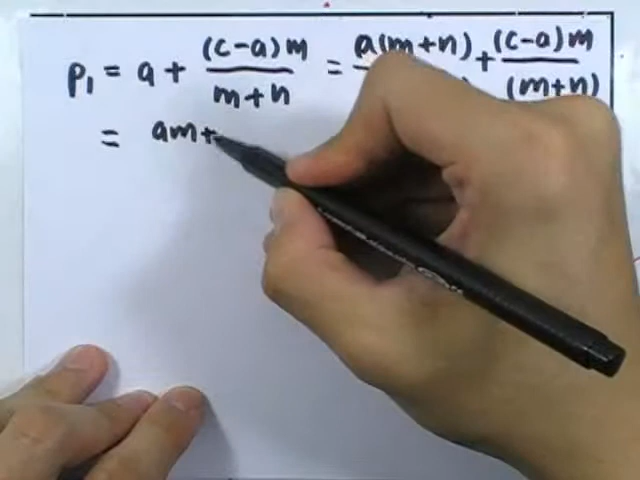 p₁ = a + (c-a)m / m+n = a(m+n) + (c-a)m / (m+n)
= am+